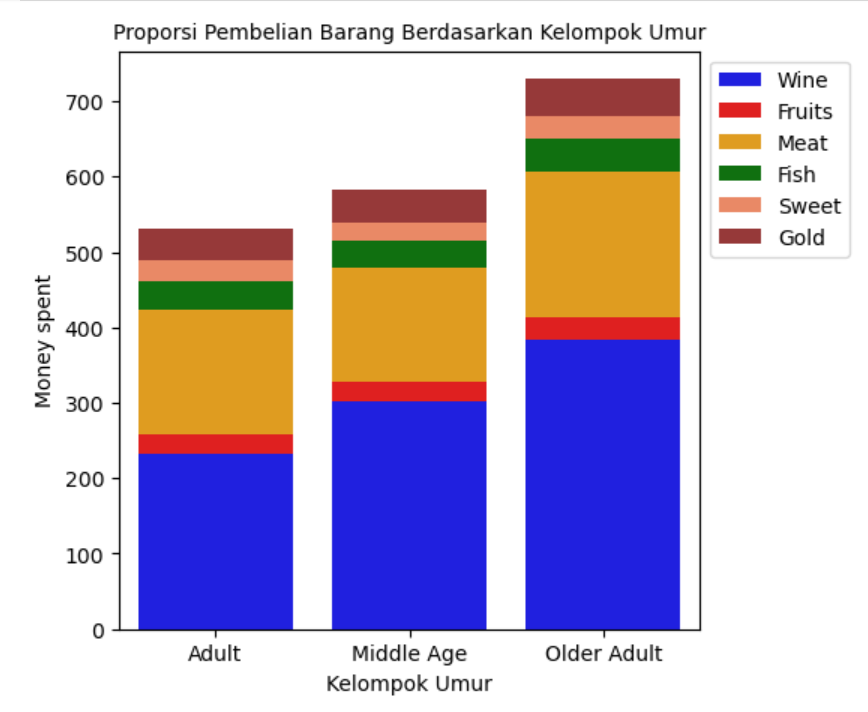 Proporsi Pembelian Barang Berdasarkan Kelompok Umur
Wine
Fruits
Meat
Fish
Sweet
Gold
Money spent
700
600
500
400
300
200
100
0
Adult
Middle Age
Older Adult
Kelompok Umur